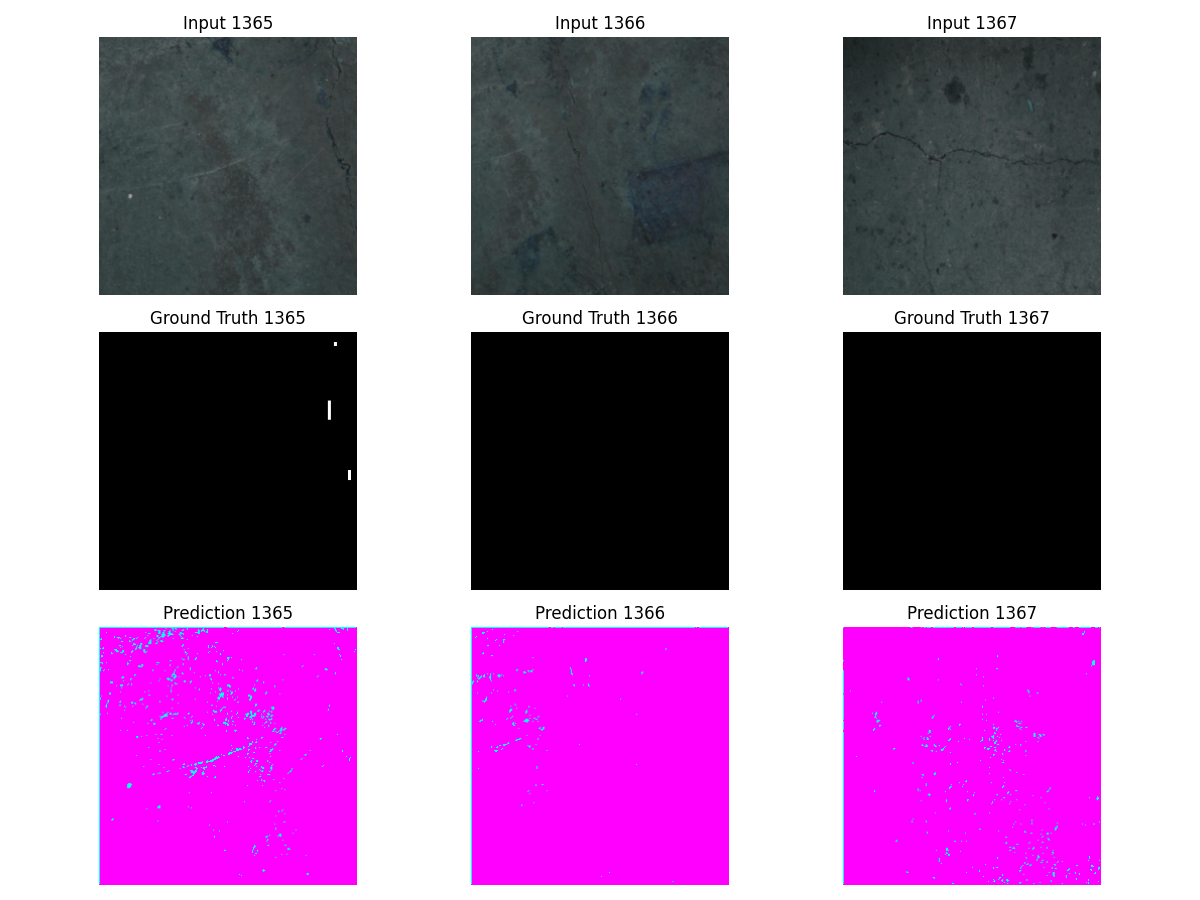 Input 1365
Input 1366
Input 1367
Ground Truth 1365
Ground Truth 1366
Ground Truth 1367
Prediction 1365
Prediction 1366
Prediction 1367